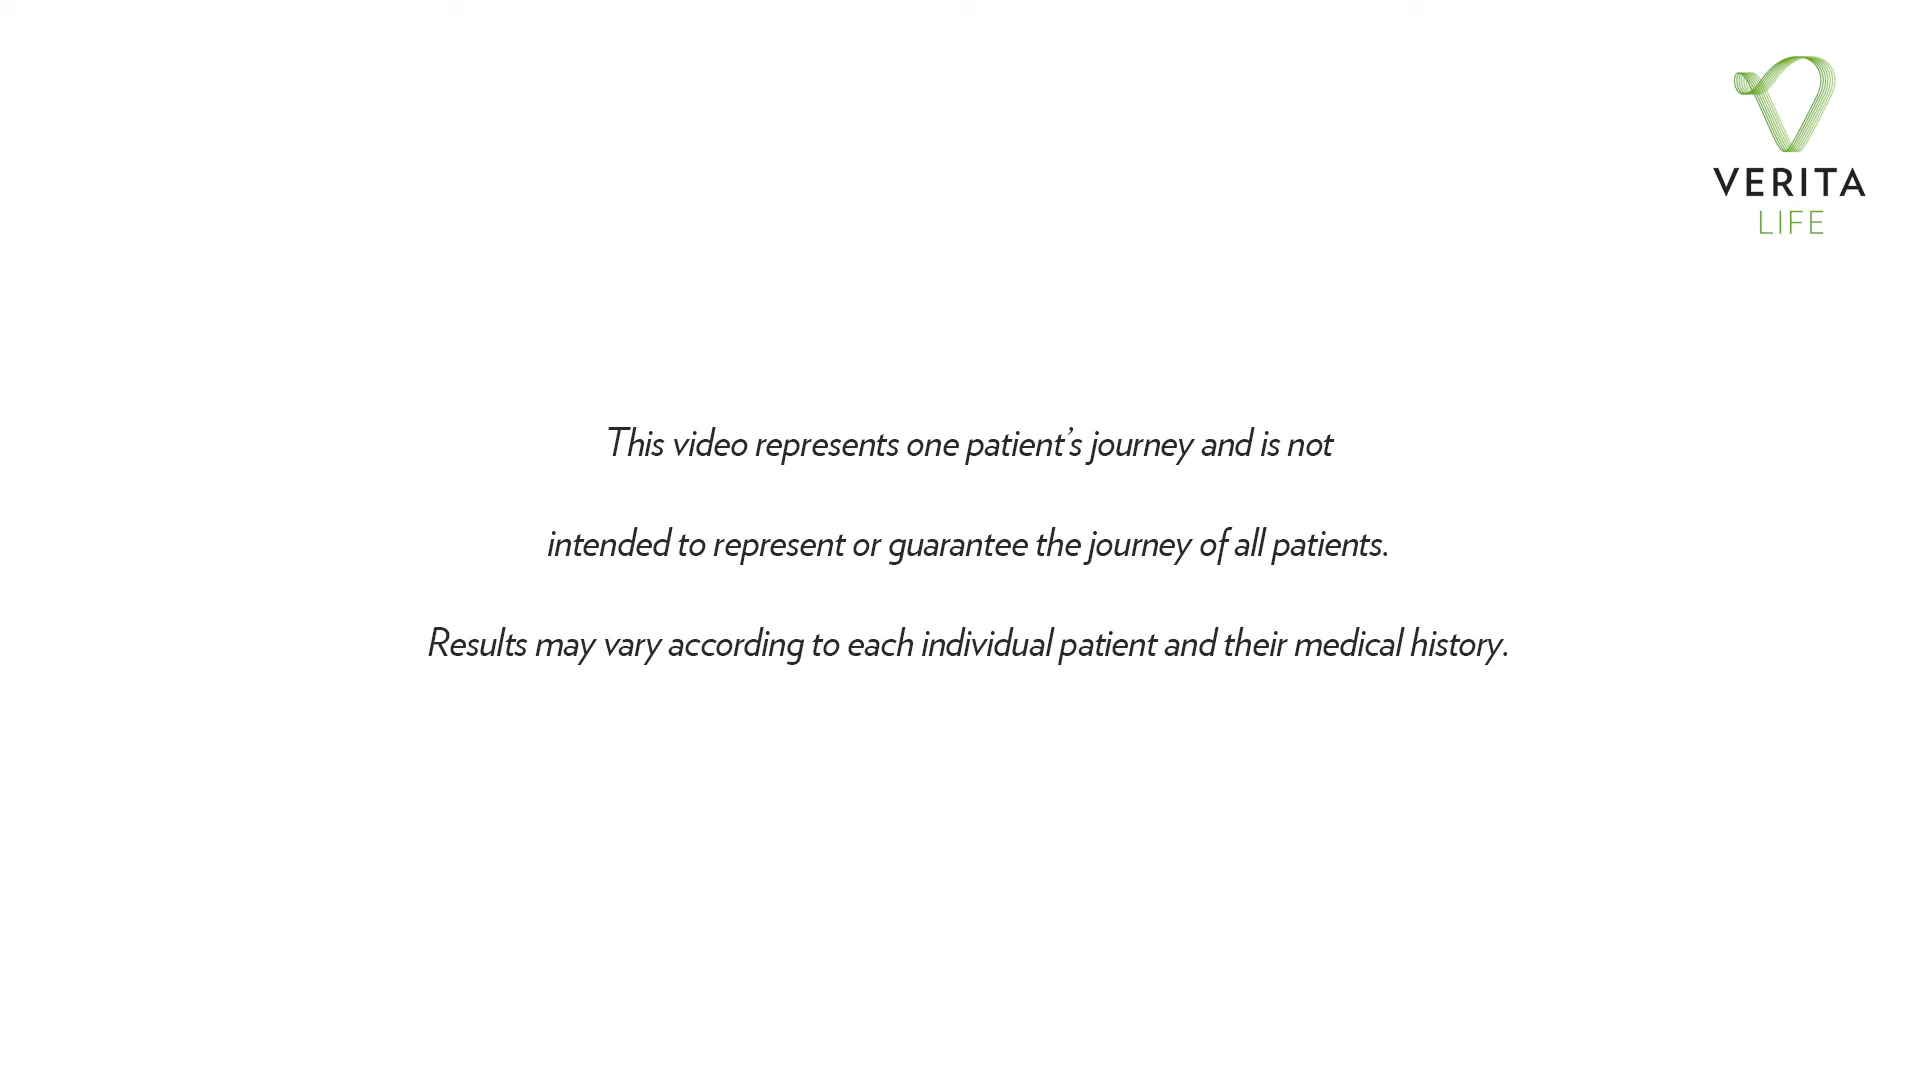 VERITA
LIFE
This video represents one patient’s journey and is not
intended to represent or guarantee the journey of all patients.
Results may vary according to each individual patient and their medical history.